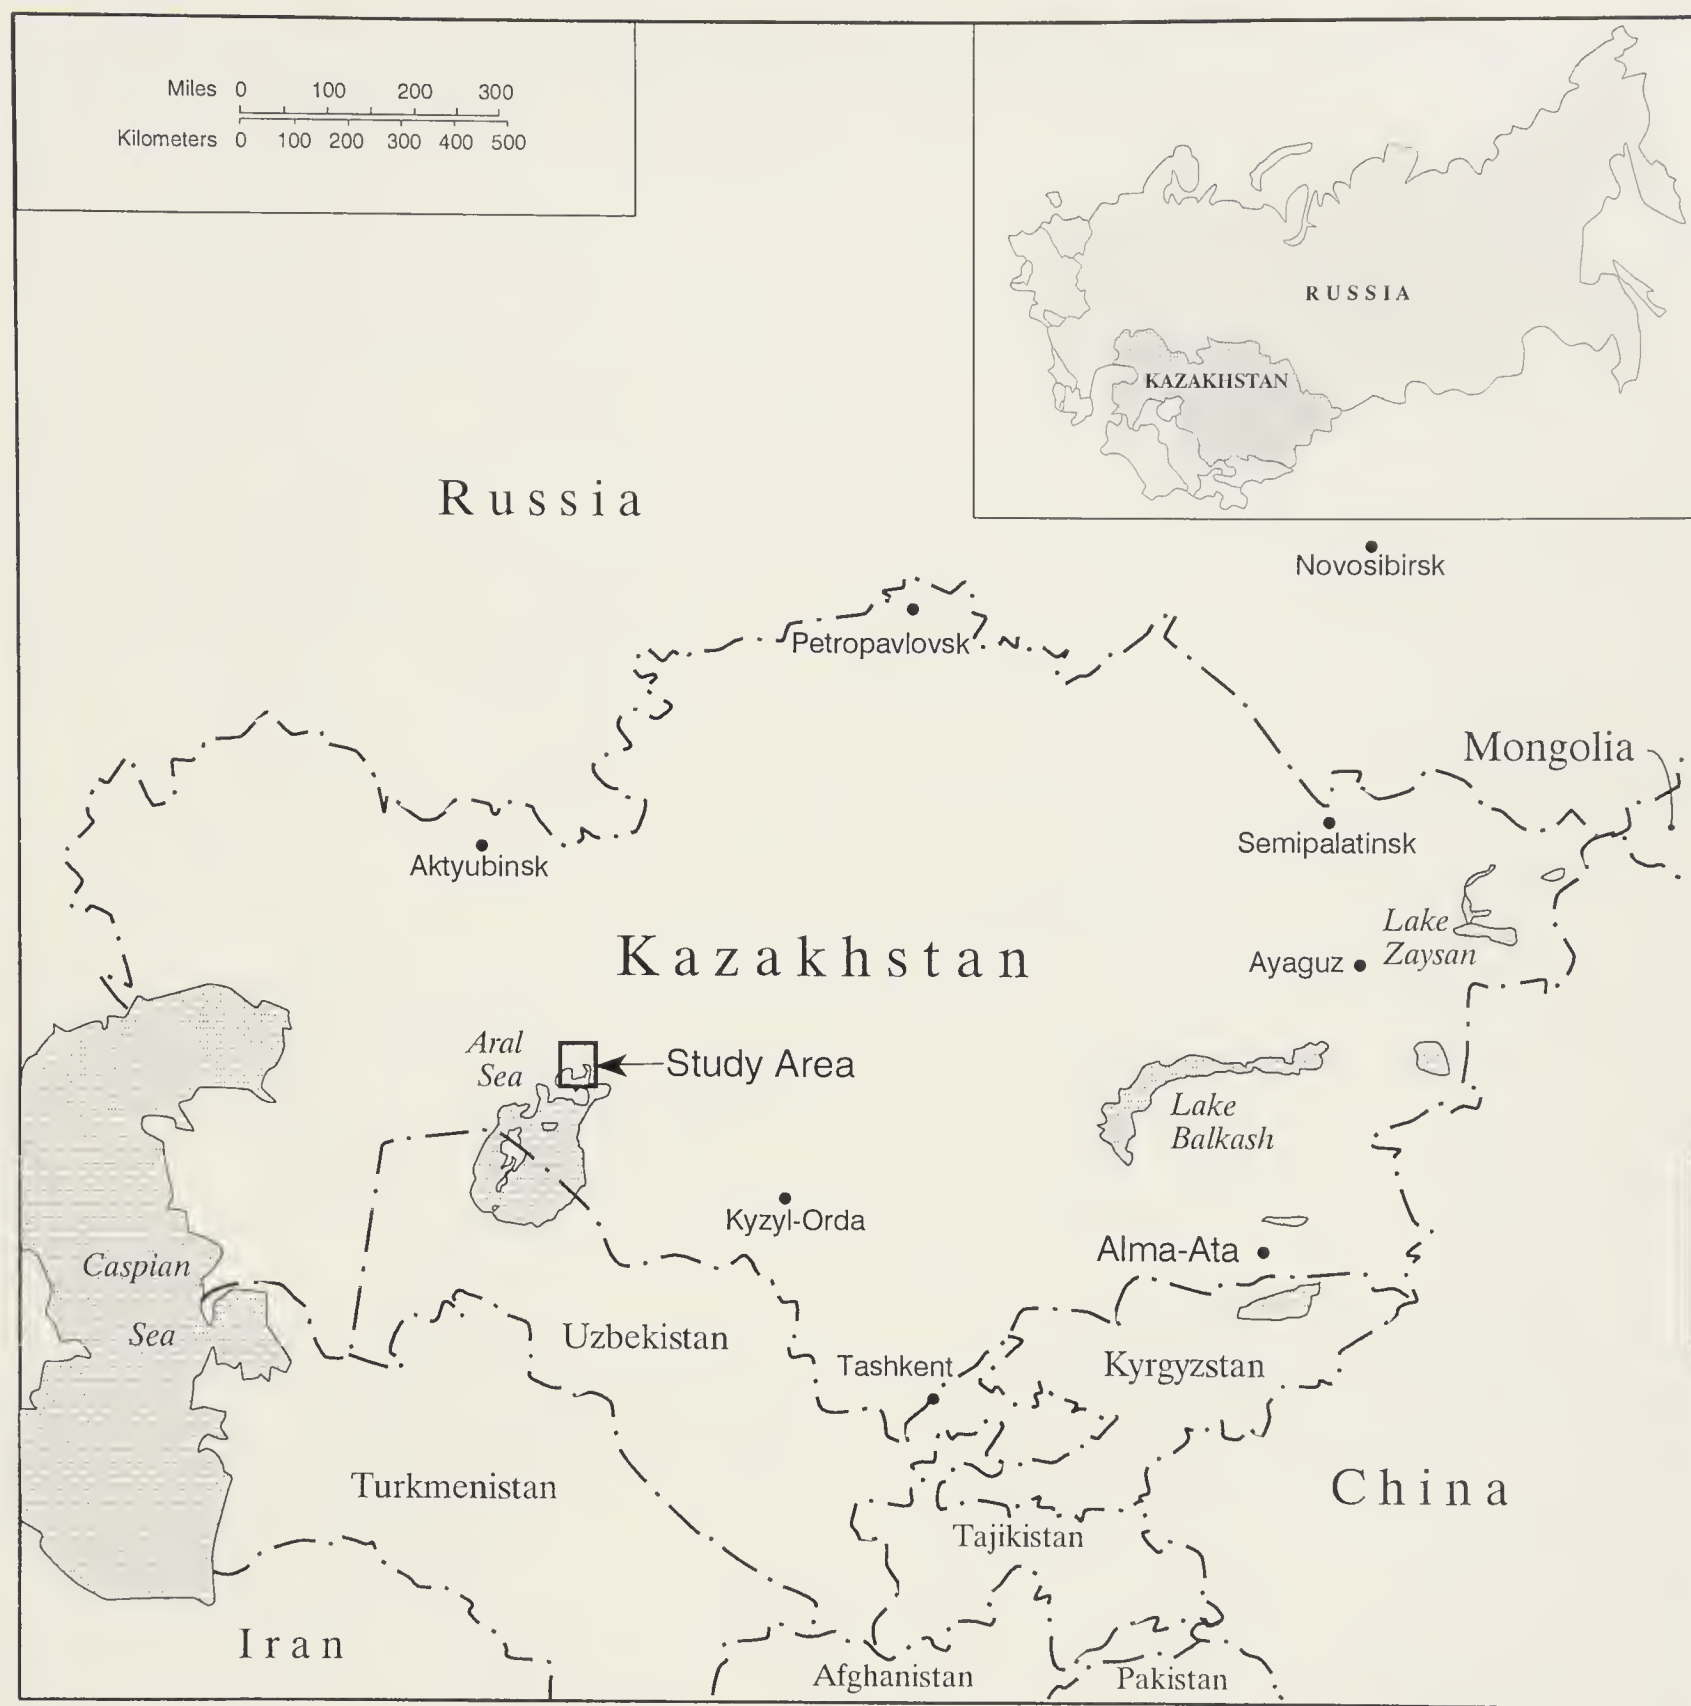 Miles 0 100 200 300
Kilometers 0 100 200 300 400 500
RUSSIA
KAZAKHSTAN
Russia
Novosibirsk
Petropavlovsk
Mongolia
Semipalatinsk
Aktyubinsk
Lake
Zaysan
Kazakhstan
Ayaguz
Aral
Sea
Study Area
Lake
Balkash
Kyzyl-Orda
Alma-Ata
Caspian
Sea
Uzbekistan
Tashkent
Kyrgyzstan
Turkmenistan
China
Tajikistan
Iran
Afghanistan
Pakistan